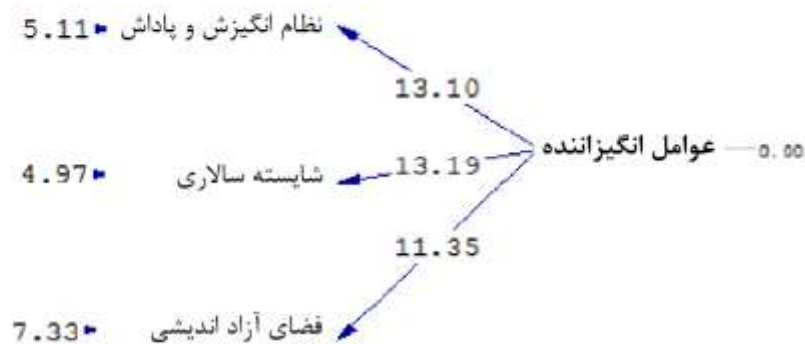 5.11 نظام انگیزش و پاداش
13.10
عوامل انگیزاننده 0.00
4.97 شایسته سالاری 13.19
11.35
7.33 فضای آزاد اندیشی